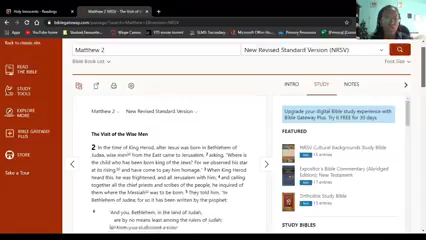 Holy Innocents - Readings
Matthew 2 NRSV - The Visit of t
biblegateway.com/passage/?search=Matthew+2&version=NRSV
YouTube
Back to classic site.
Matthew 2
New Revised Standard Version (NRSV)
Bible Book List
Font Size
READ
THE BIBLE
STUDY
TOOLS
EXPLORE
MORE
BIBLE GATEWAY
PLUS
STORE
Take a Tour
INTRO
STUDY
NOTES
Matthew 2
New Revised Standard Version
The Visit of the Wise Men
2 In the time of King Herod, after Jesus was born in Bethlehem of
Judea, wise men from the East came to Jerusalem, asking, "Where is
the child who has been born king of the Jews? For we observed his star
at its rising, and have come to pay him homage." When King Herod
heard this, he was frightened, and all Jerusalem with him; and calling
together all the chief priests and scribes of the people, he inquired of
them where the Messiah was to be born. They told him, "In
Bethlehem of Judea; for so it has been written by the prophet:
'And you, Bethlehem, in the land of Judah,
are by no means least among the rulers of Judah;
Upgrade your digital Bible study experience with
Bible Gateway Plus. Try it FREE for 30 days.
FEATURED
NRSV Cultural Backgrounds Study Bible
15 entries
Expositor's Bible Commentary (Abridged
Edition): New Testament
17 entries
Orthodox Study Bible
STUDY BIBLES